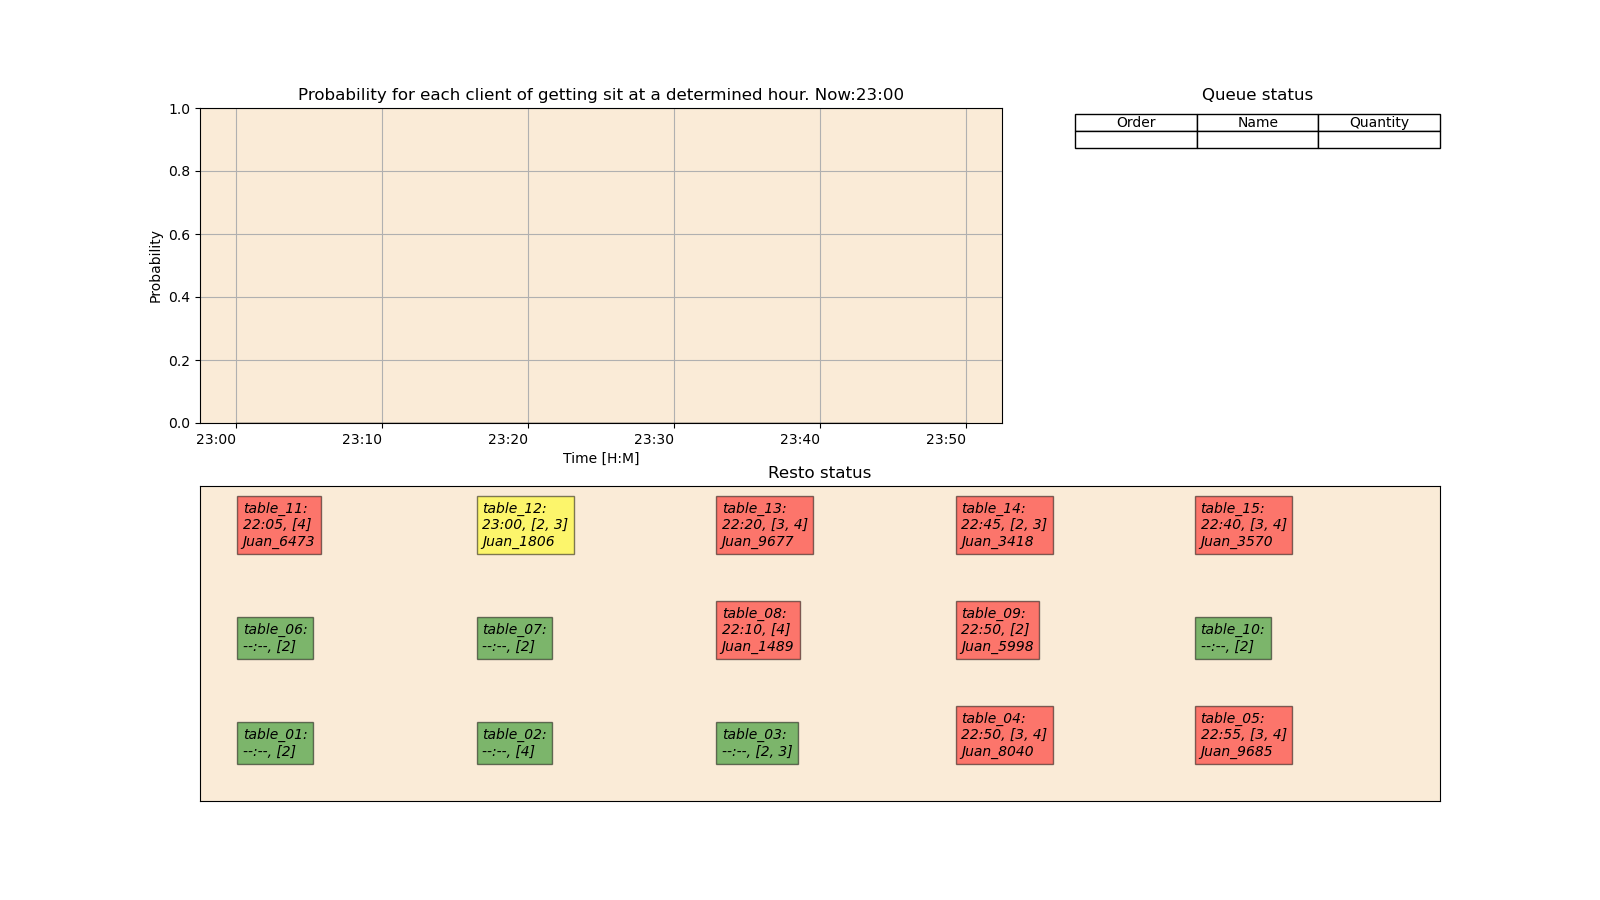 Probability for each client of getting sit at a determined hour. Now:23:00
1.0
0.8
0.6
0.4
0.2
0.0
Probability
23:00 23:10 23:20 23:30 23:40 23:50
Time [H:M]
Queue status
Order Name Quantity
Resto status
table_11:
22:05, [4]
Juan_6473
table_12:
23:00, [2, 3]
Juan_1806
table_13:
22:20, [3, 4]
Juan_9677
table_14:
22:45, [2, 3]
Juan_3418
table_15:
22:40, [3, 4]
Juan_3570
table_06:
--:--, [2]
table_07:
--:--, [2]
table_08:
22:10, [4]
Juan_1489
table_09:
22:50, [2]
Juan_5998
table_10:
--:--, [2]
table_01:
--:--, [2]
table_02:
--:--, [4]
table_03:
--:--, [2, 3]
table_04:
22:50, [3, 4]
Juan_8040
table_05:
22:55, [3, 4]
Juan_9685